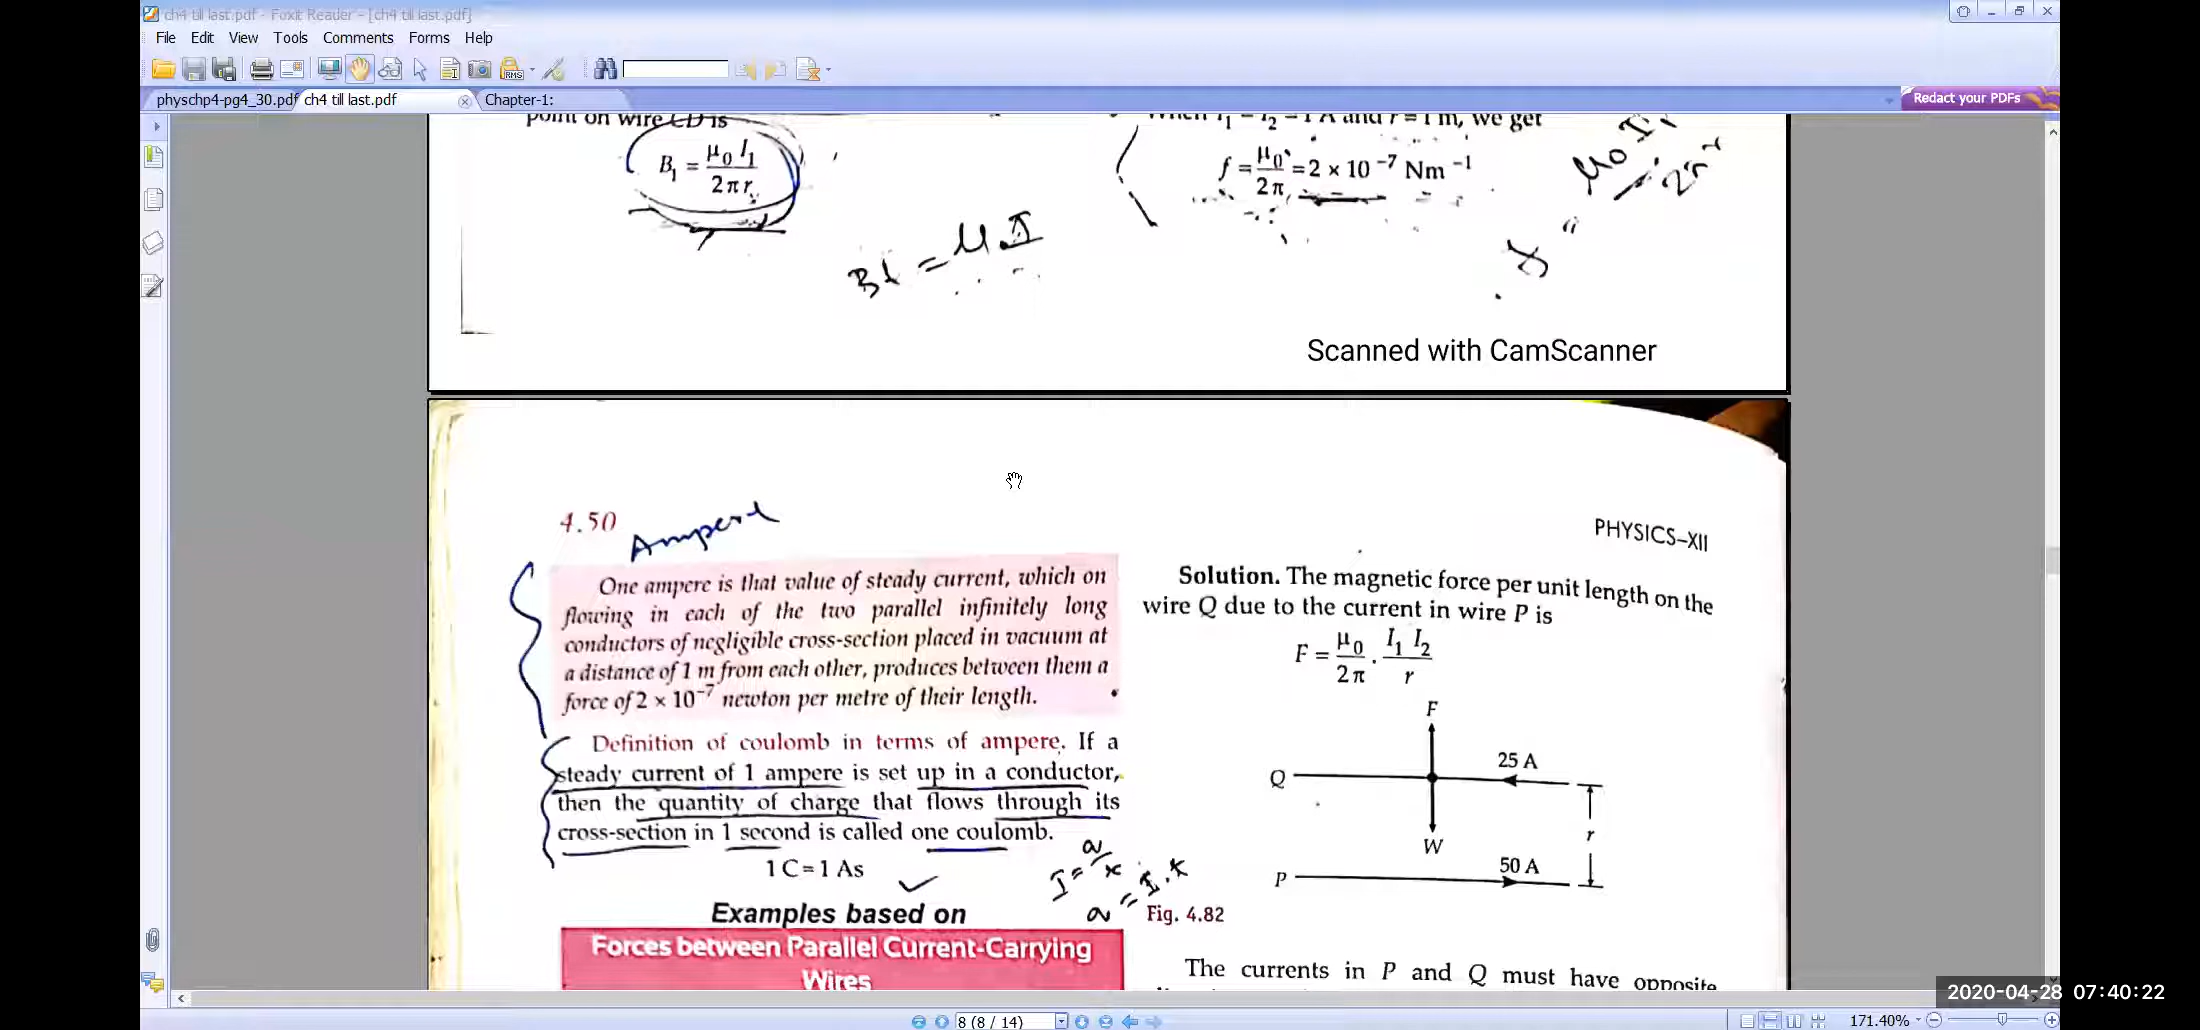 ch4 till last.pdf - Foxit Reader - [ch4 till last.pdf]
File Edit View Tools Comments Forms Help
physchp4-pg4_30.pdf ch4 till last.pdf Chapter-1: Redact your PDFs
point on wire CD is
B₁ = μ₀ I₁ / 2π r
When I₁ = I₂ = 1 A and r = 1 m, we get
f = μ₀ / 2π = 2 × 10⁻⁷ Nm⁻¹
Scanned with CamScanner
4.50
Ampere
PHYSICS–XII
One ampere is that value of steady current, which on
flowing in each of the two parallel infinitely long
conductors of negligible cross-section placed in vacuum at
a distance of 1 m from each other, produces between them a
force of 2 × 10⁻⁷ newton per metre of their length.
Definition of coulomb in terms of ampere. If a
steady current of 1 ampere is set up in a conductor,
then the quantity of charge that flows through its
cross-section in 1 second is called one coulomb.
1 C = 1 As
Examples based on
Forces between Parallel Current-Carrying
Wires
Solution. The magnetic force per unit length on the
wire Q due to the current in wire P is
F = μ₀ / 2π . I₁ I₂ / r
F
25 A
Q
r
W
50 A
P
Fig. 4.82
The currents in P and Q must have opposite
2020-04-28 07:40:22
8 (8 / 14)
171.40%